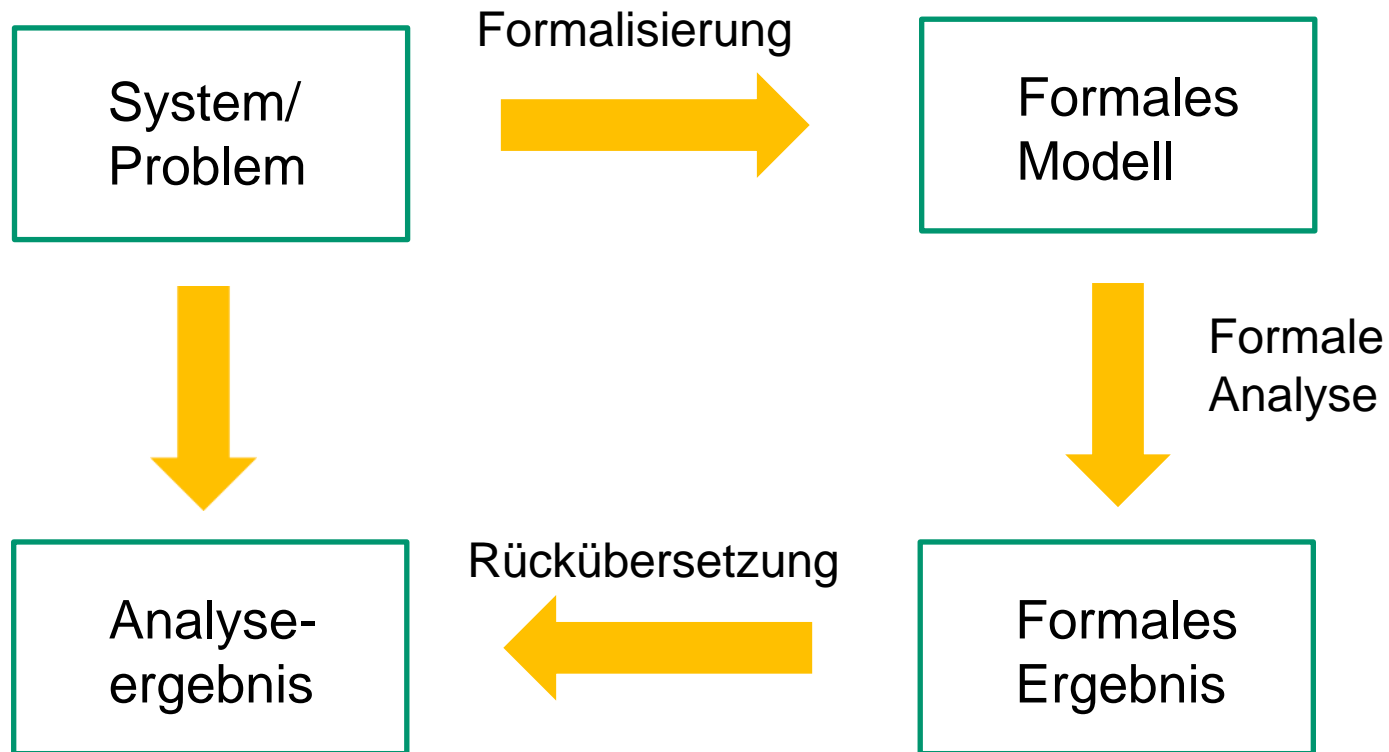 Formalisierung
System/
Problem
Formales
Modell
Formale
Analyse
Rückübersetzung
Analyse-
ergebnis
Formales
Ergebnis